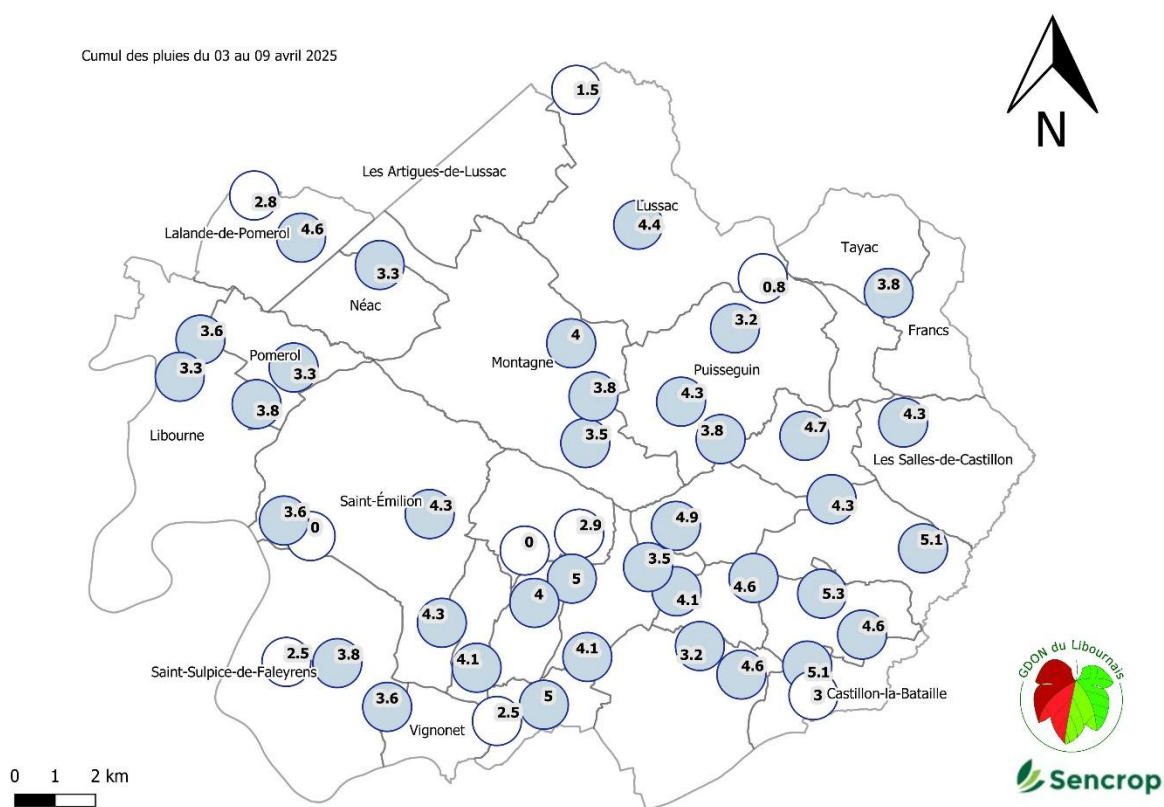 Cumul des pluies du 03 au 09 avril 2025
N
1.5
Les Artigues-de-Lussac
2.8
Lussac
4.4
Lalande-de-Pomerol
4.6
Tayac
3.3
0.8
3.8
Néac
3.2
Francs
3.6
4
Pomerol
3.3
3.3
Montagne
Puisseguin
3.8
4.3
3.8
4.3
Libourne
3.5
3.8
4.7
Les Salles-de-Castillon
Saint-Émilion
4.3
4.3
3.6
0
4.9
2.9
0
5.1
3.5
5
4
4.1
4.6
5.3
4.3
4.6
2.5
3.8
Saint-Sulpice-de-Faleyrens
4.1
4.1
3.2
4.6
5.1
3
Castillon-la-Bataille
3.6
Vignonet
2.5
5
GDON du Libournais
0 1 2 km
Sencrop